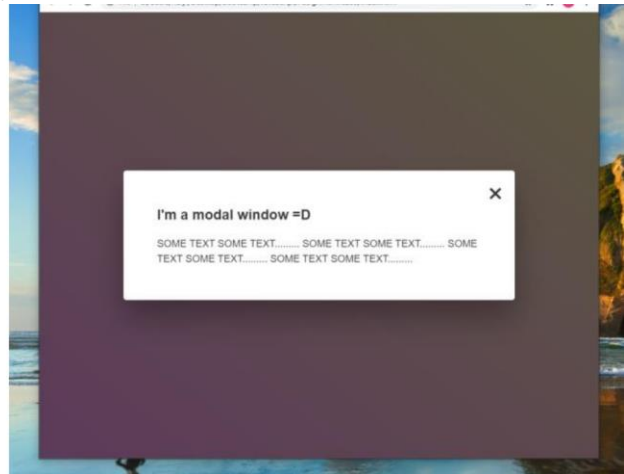 I'm a modal window =D
SOME TEXT SOME TEXT......... SOME TEXT SOME TEXT......... SOME
TEXT SOME TEXT......... SOME TEXT SOME TEXT.........